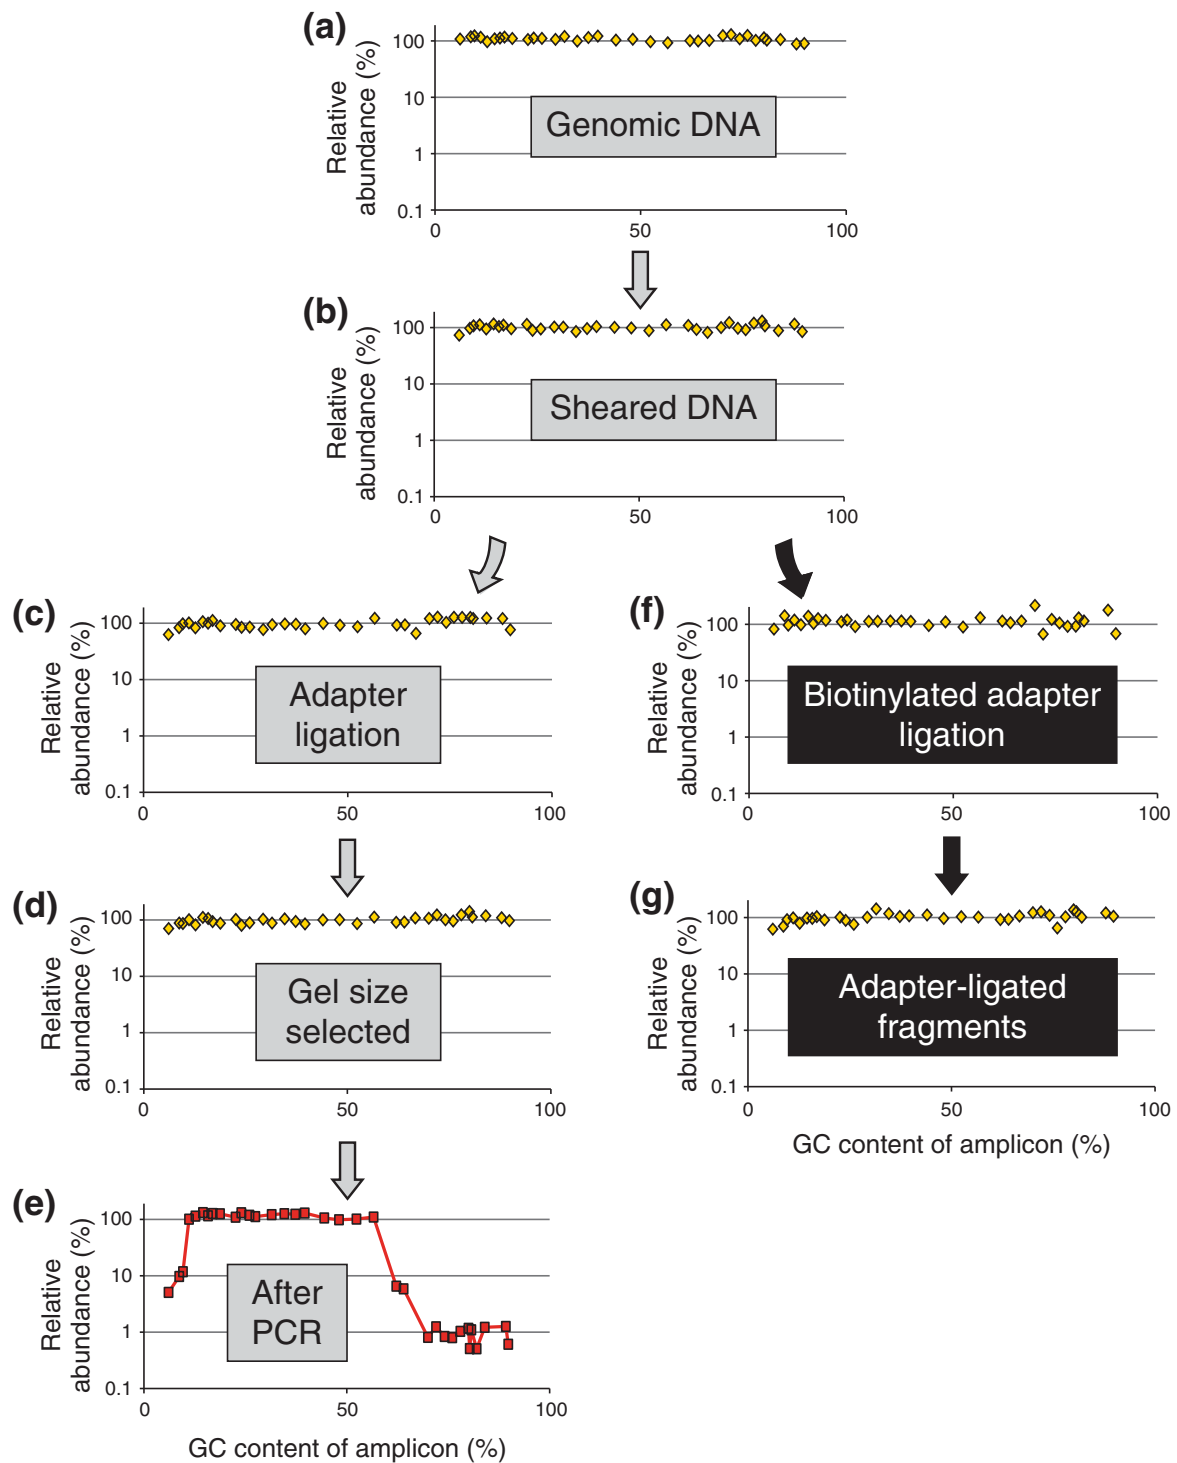 (a)
Relative
abundance (%)
100
10
1
0.1
Genomic DNA
0
50
100
(b)
Relative
abundance (%)
100
10
1
0.1
Sheared DNA
0
50
100
(c)
Relative
abundance (%)
100
10
1
0.1
Adapter
ligation
0
50
100
(f)
Relative
abundance (%)
100
10
1
0.1
Biotinylated adapter
ligation
0
50
100
(d)
Relative
abundance (%)
100
10
1
0.1
Gel size
selected
0
50
100
(g)
Relative
abundance (%)
100
10
1
0.1
Adapter-ligated
fragments
0
50
100
GC content of amplicon (%)
(e)
Relative
abundance (%)
100
10
1
0.1
After
PCR
0
50
100
GC content of amplicon (%)